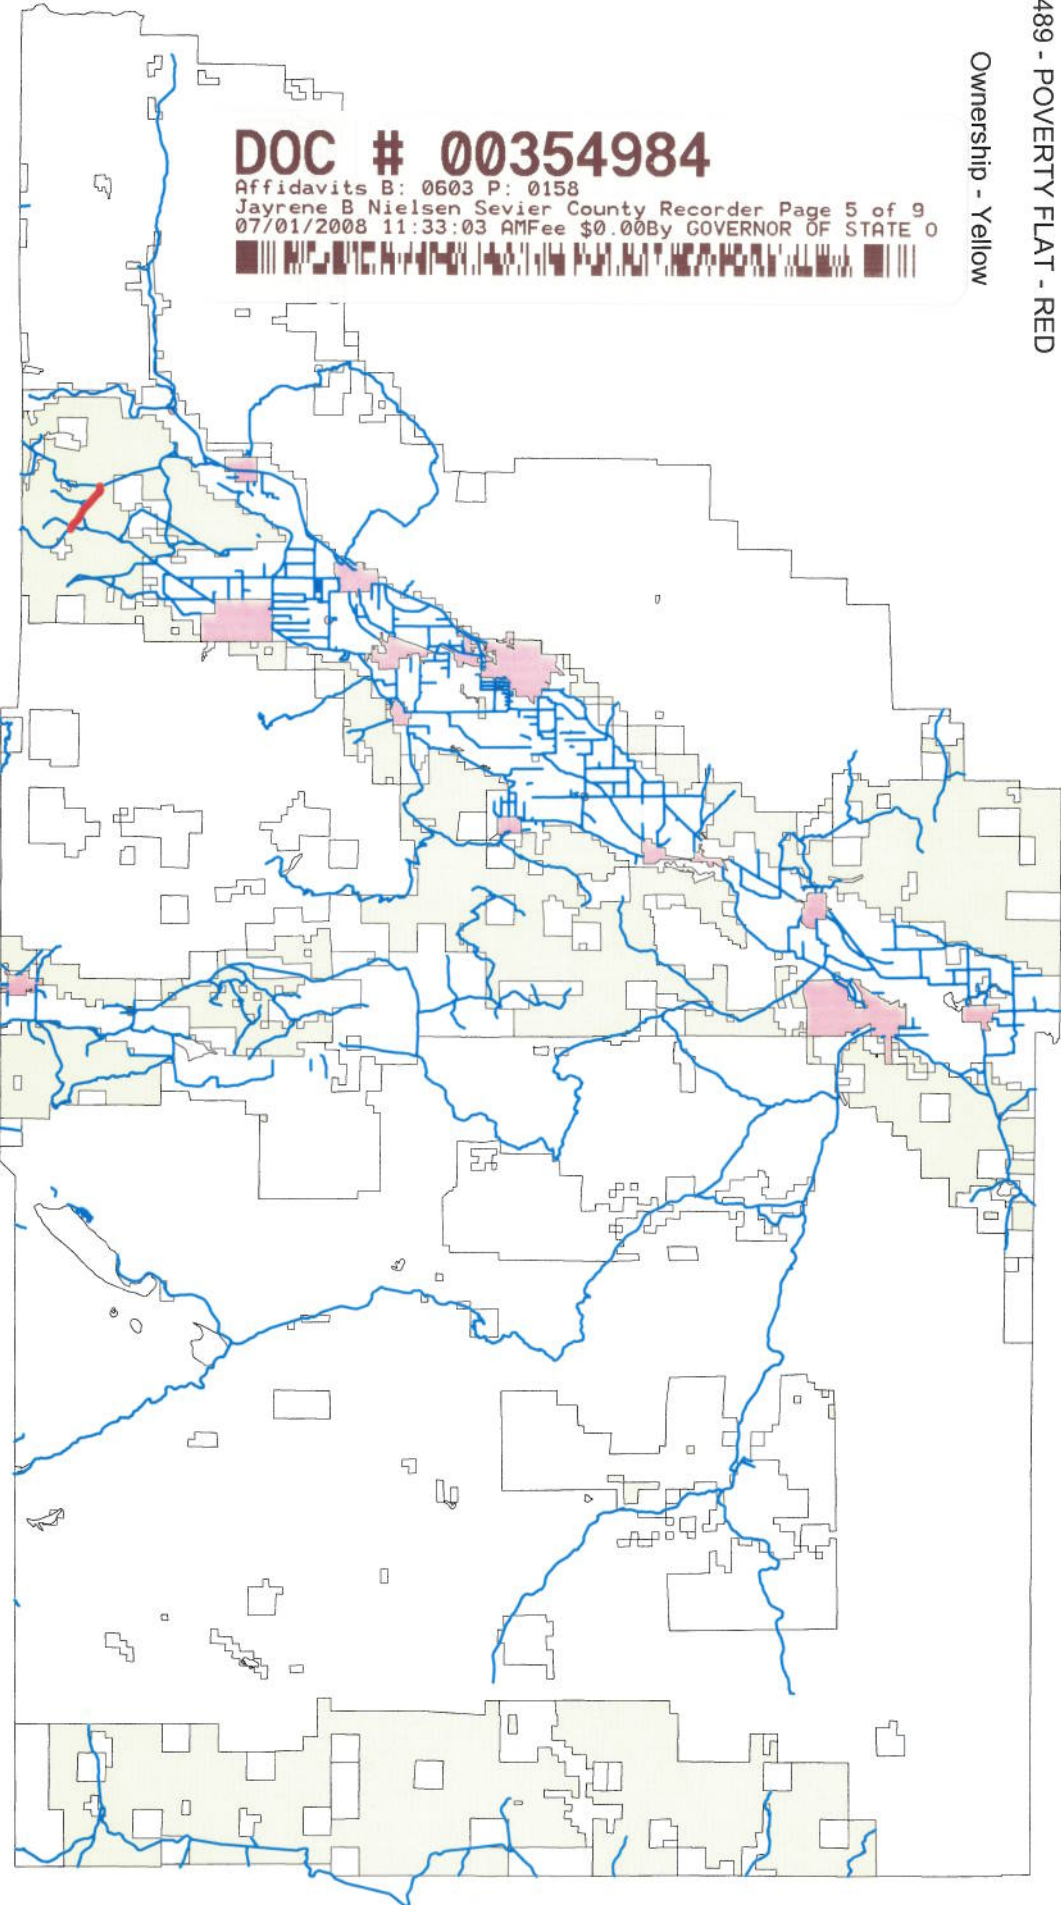 489 - POVERTY FLAT - RED
Ownership - Yellow
DOC # 00354984
Affidavits B: 0603 P: 0158
Jayrene B Nielsen Sevier County Recorder Page 5 of 9
07/01/2008 11:33:03 AMFee $0.00By GOVERNOR OF STATE O